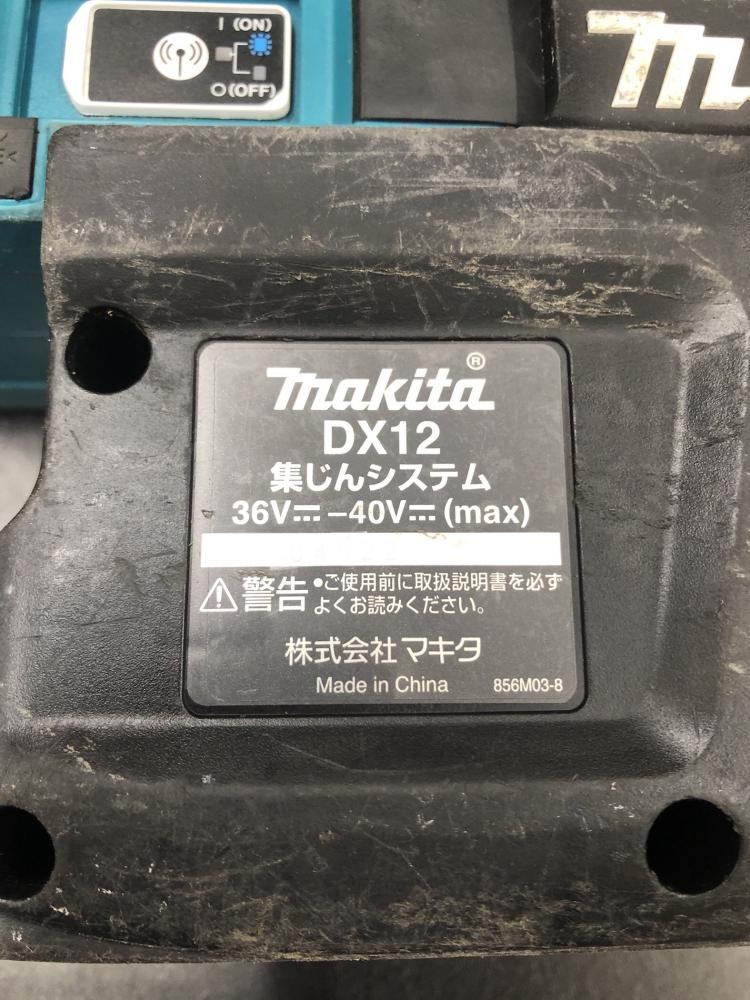 I (ON)
O (OFF)
makita®
DX12
集じんシステム
36V⎓–40V⎓(max)
⚠警告 •ご使用前に取扱説明書を必ず
よくお読みください。
株式会社 マキタ
Made in China 856M03-8